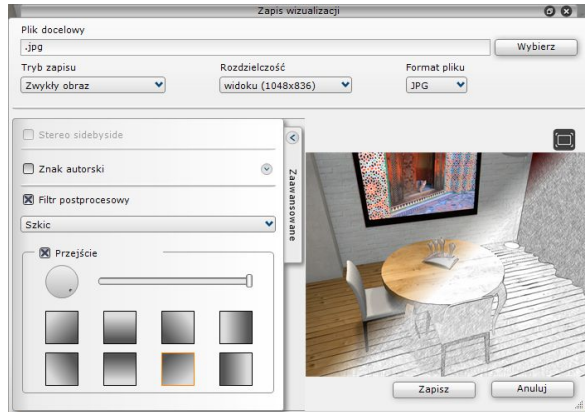 Zapis wizualizacji
Plik docelowy
.jpg
Wybierz
Tryb zapisu
Rozdzielczość
Format pliku
Zwykły obraz
widoku (1048x836)
JPG
Stereo sidebyside
Znak autorski
Filtr postprocesowy
Szkic
Przejście
Zaawansowane
Zapisz
Anuluj